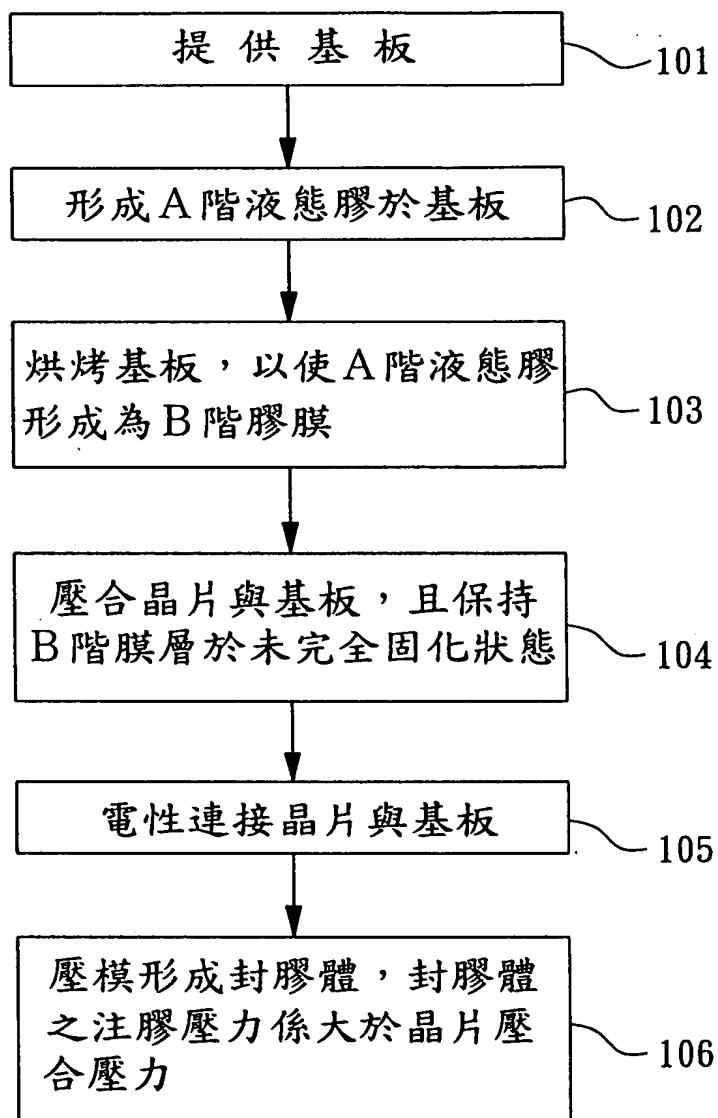 提供基板
101
形成A階液態膠於基板
102
烘烤基板，以使A階液態膠
形成為B階膠膜
103
壓合晶片與基板，且保持
B階膜層於未完全固化狀態
104
電性連接晶片與基板
105
壓模形成封膠體，封膠體
之注膠壓力係大於晶片壓
合壓力
106